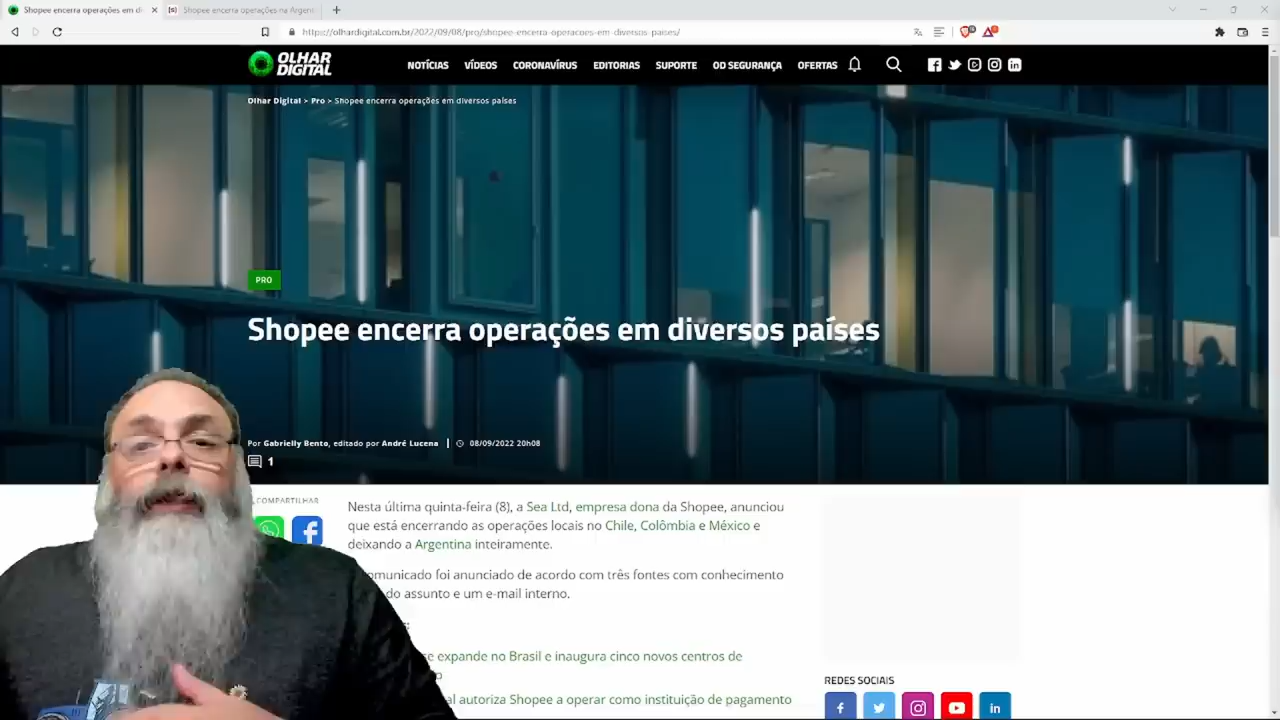 Shopee encerra operações em d
Shopee encerra operações na Argent
https://olhardigital.com.br/2022/09/08/pro/shopee-encerra-operacoes-em-diversos-paises/
OLHAR DIGITAL
NOTÍCIAS VÍDEOS CORONAVÍRUS EDITORIAS SUPORTE OD SEGURANÇA OFERTAS
Olhar Digital > Pro > Shopee encerra operações em diversos países
PRO
Shopee encerra operações em diversos países
Por Gabrielly Bento, editado por André Lucena | 08/09/2022 20h08
1
COMPARTILHAR
Nesta última quinta-feira (8), a Sea Ltd, empresa dona da Shopee, anunciou
que está encerrando as operações locais no Chile, Colômbia e México e
deixando a Argentina inteiramente.
omunicado foi anunciado de acordo com três fontes com conhecimento
do assunto e um e-mail interno.
se expande no Brasil e inaugura cinco novos centros de
o
al autoriza Shopee a operar como instituição de pagamento
REDES SOCIAIS